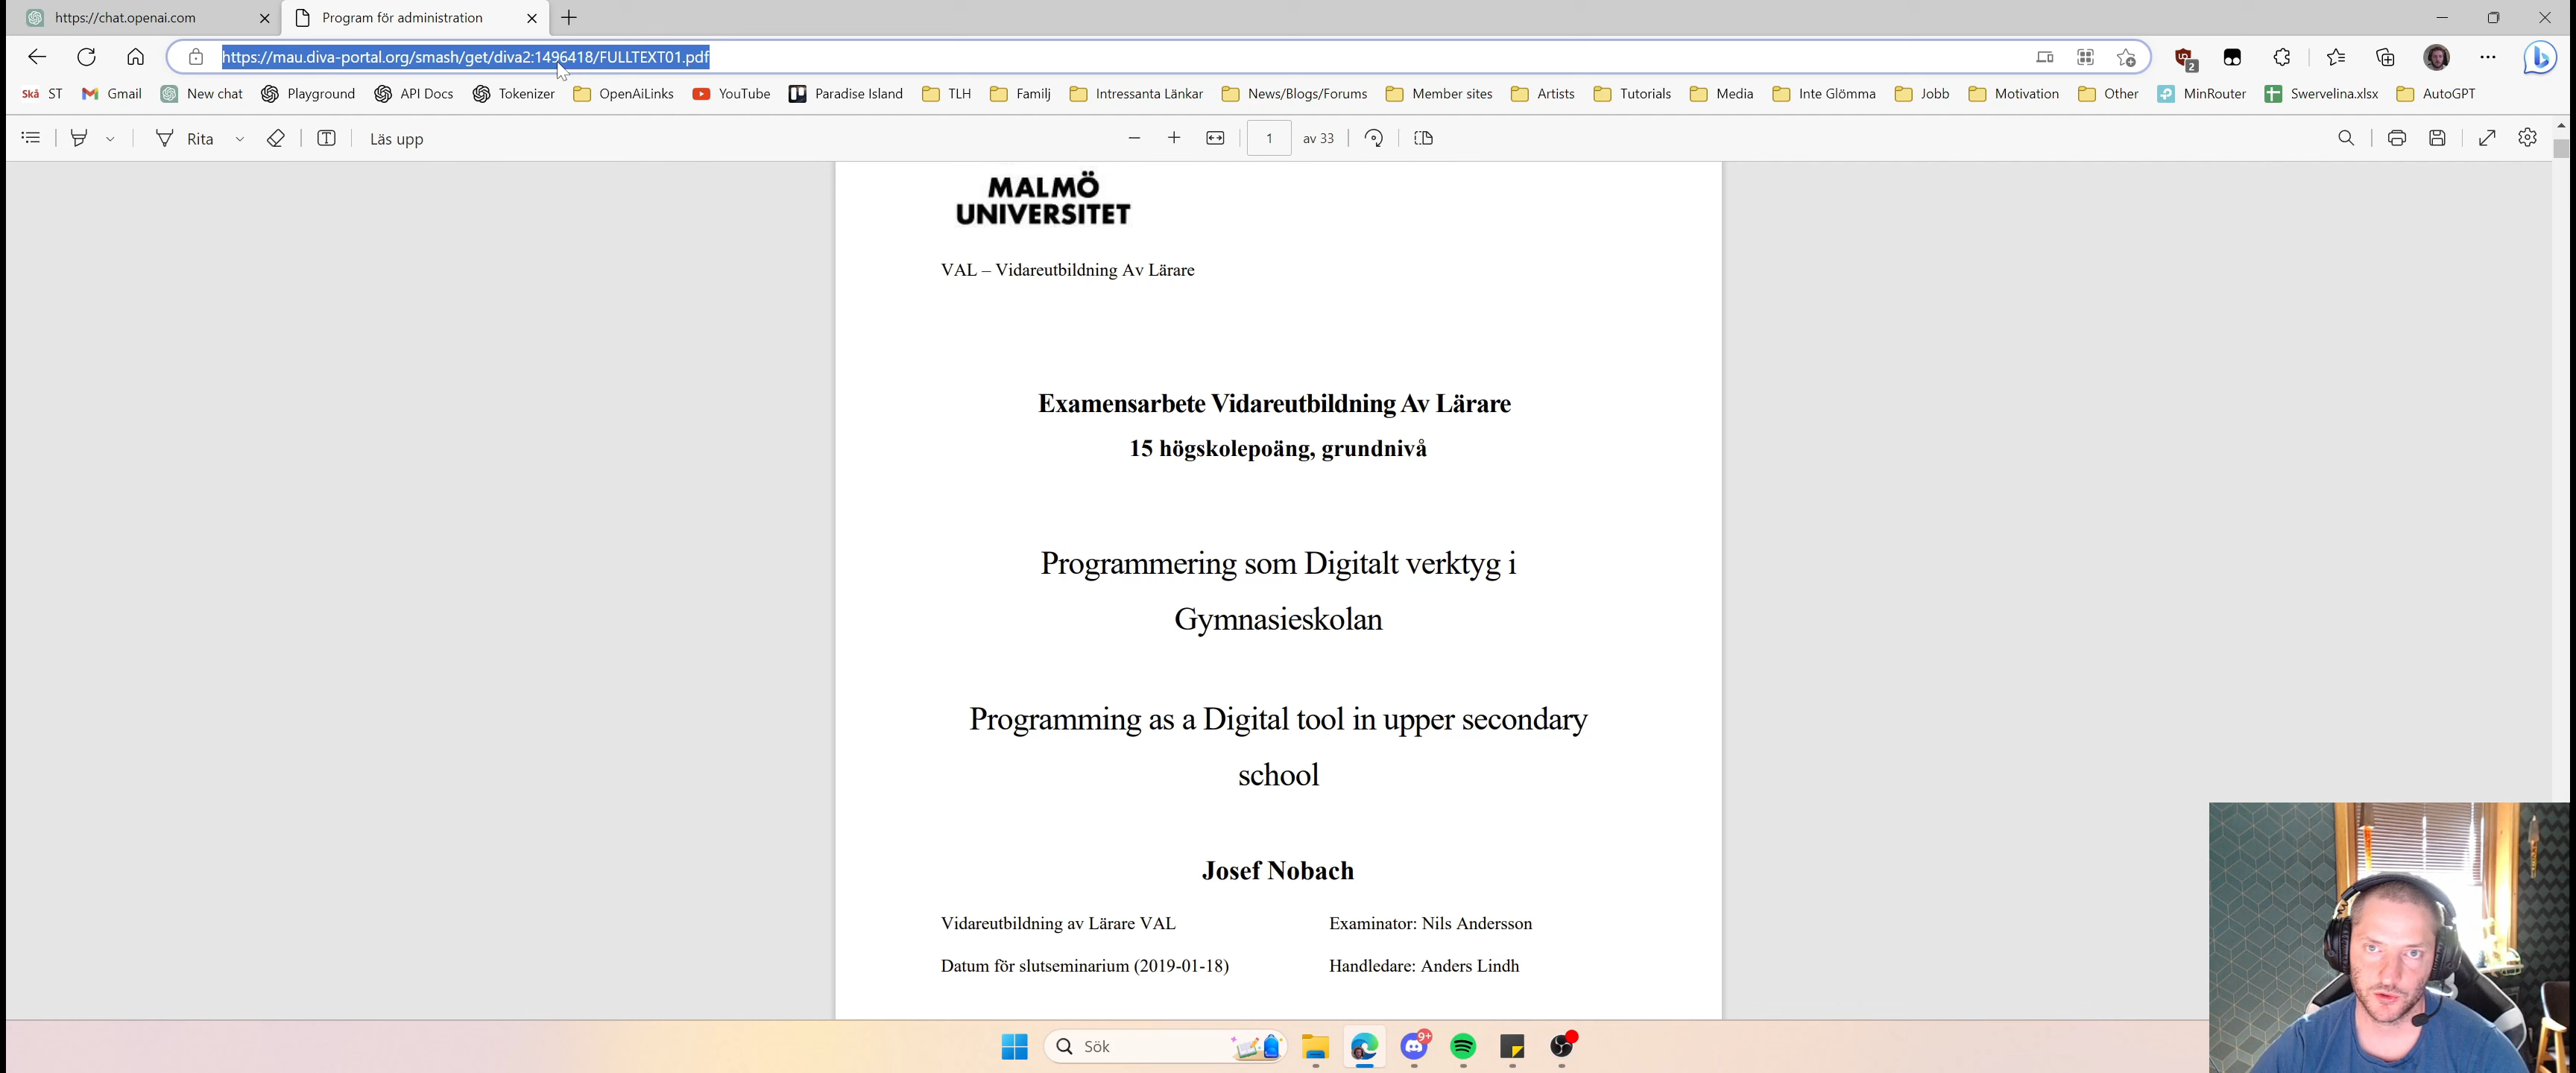 https://chat.openai.com
Program för administration
https://mau.diva-portal.org/smash/get/diva2:1496418/FULLTEXT01.pdf
2
Skå ST Gmail New chat Playground API Docs Tokenizer OpenAiLinks YouTube Paradise Island TLH Familj Intressanta Länkar News/Blogs/Forums Member sites Artists Tutorials Media Inte Glömma Jobb Motivation Other MinRouter Swervelina.xlsx AutoGPT
Rita Läs upp 1 av 33
MALMÖ
UNIVERSITET
VAL – Vidareutbildning Av Lärare
Examensarbete Vidareutbildning Av Lärare
15 högskolepoäng, grundnivå
Programmering som Digitalt verktyg i
Gymnasieskolan
Programming as a Digital tool in upper secondary
school
Josef Nobach
Vidareutbildning av Lärare VAL Examinator: Nils Andersson
Datum för slutseminarium (2019-01-18) Handledare: Anders Lindh
Sök 9+